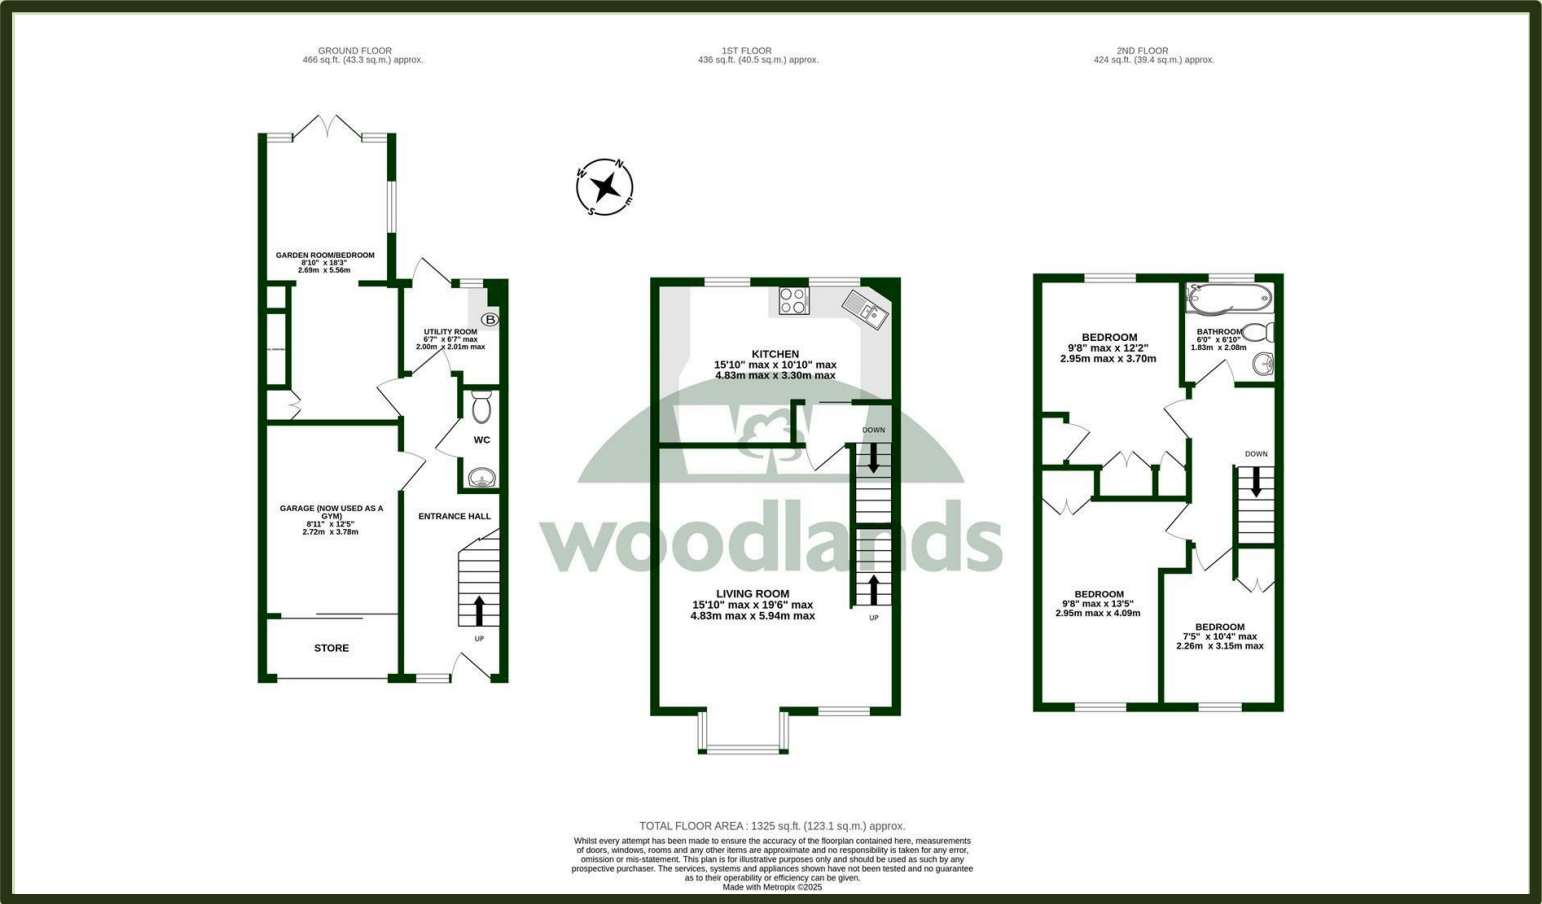 GROUND FLOOR
466 sq.ft. (43.3 sq.m.) approx.
1ST FLOOR
436 sq.ft. (40.5 sq.m.) approx.
2ND FLOOR
424 sq.ft. (39.4 sq.m.) approx.
N
W
E
S
GARDEN ROOM/BEDROOM
8'10" x 18'3"
2.69m x 5.56m
UTILITY ROOM
6'7" x 6'7" max
2.00m x 2.01m max
B
WC
GARAGE (NOW USED AS A
GYM)
8'11" x 12'5"
2.72m x 3.78m
ENTRANCE HALL
UP
STORE
KITCHEN
15'10" max x 10'10" max
4.83m max x 3.30m max
DOWN
woodlands
LIVING ROOM
15'10" max x 19'6" max
4.83m max x 5.94m max
UP
BEDROOM
9'8" max x 12'2"
2.95m max x 3.70m
BATHROOM
6'0" x 6'10"
1.83m x 2.08m
DOWN
BEDROOM
9'8" max x 13'5"
2.95m max x 4.09m
BEDROOM
7'5" x 10'4" max
2.26m x 3.15m max
TOTAL FLOOR AREA : 1325 sq.ft. (123.1 sq.m.) approx.
Whilst every attempt has been made to ensure the accuracy of the floorplan contained here, measurements
of doors, windows, rooms and any other items are approximate and no responsibility is taken for any error,
omission or mis-statement. This plan is for illustrative purposes only and should be used as such by any
prospective purchaser. The services, systems and appliances shown have not been tested and no guarantee
as to their operability or efficiency can be given.
Made with Metropix ©2025